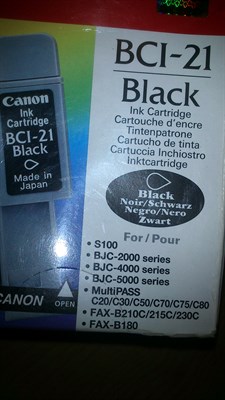 BCI-21
Black
Ink Cartridge
Cartouche d'encre
Tintenpatrone
Cartucho de tinta
Cartuccia Inchiostro
Inktcartridge
Canon
Ink
Cartridge
BCI-21
Black
Made in
Japan
Black
Noir/Schwarz
Negro/Nero
Zwart
For/Pour
• S100
• BJC-2000 series
• BJC-4000 series
• BJC-5000 series
• MultiPASS
C20/C30/C50/C70/C75/C80
• FAX-B210C/215C/230C
• FAX-B180
CANON
OPEN